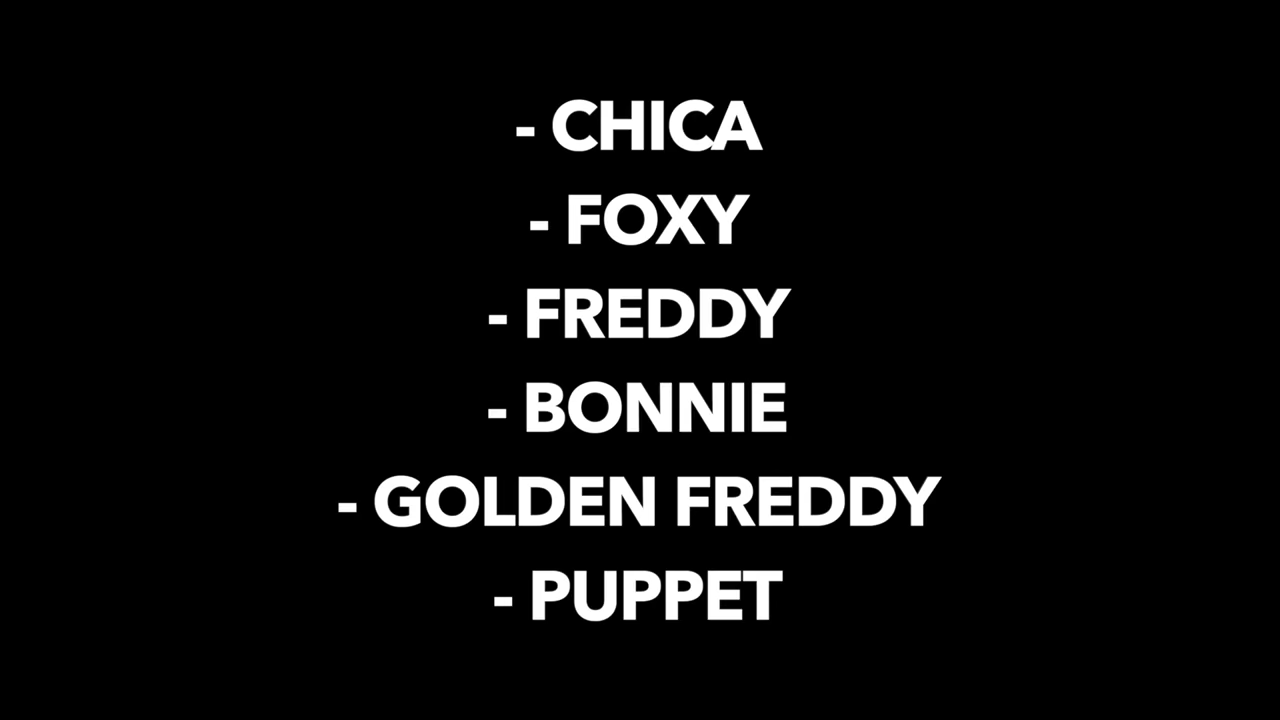 - CHICA
- FOXY
- FREDDY
- BONNIE
- GOLDEN FREDDY
- PUPPET